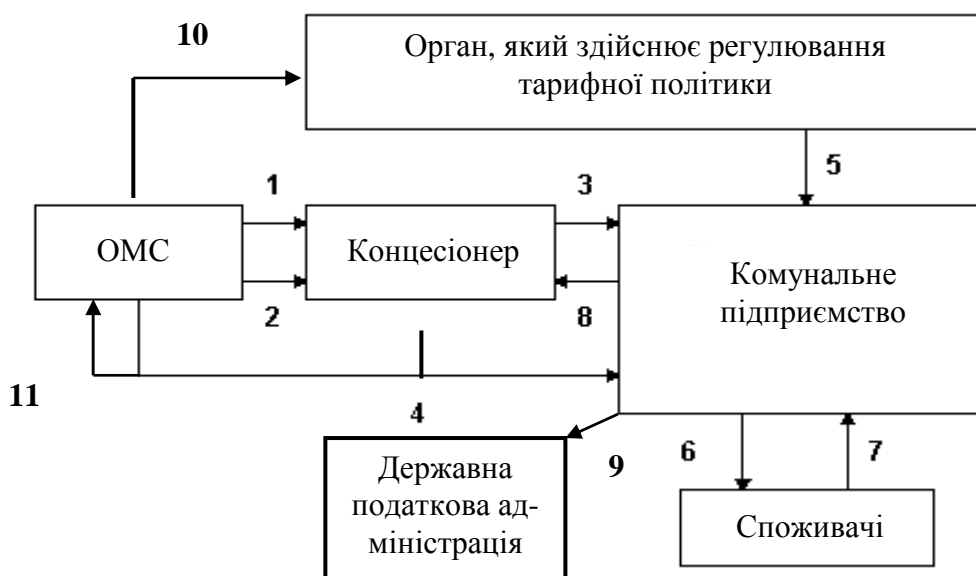 10
Орган, який здійснює регулювання
тарифної політики
5
1
3
ОМС
Концесіонер
Комунальне
підприємство
2
8
11
4
9
6
7
Державна
податкова ад-
міністрація
Споживачі